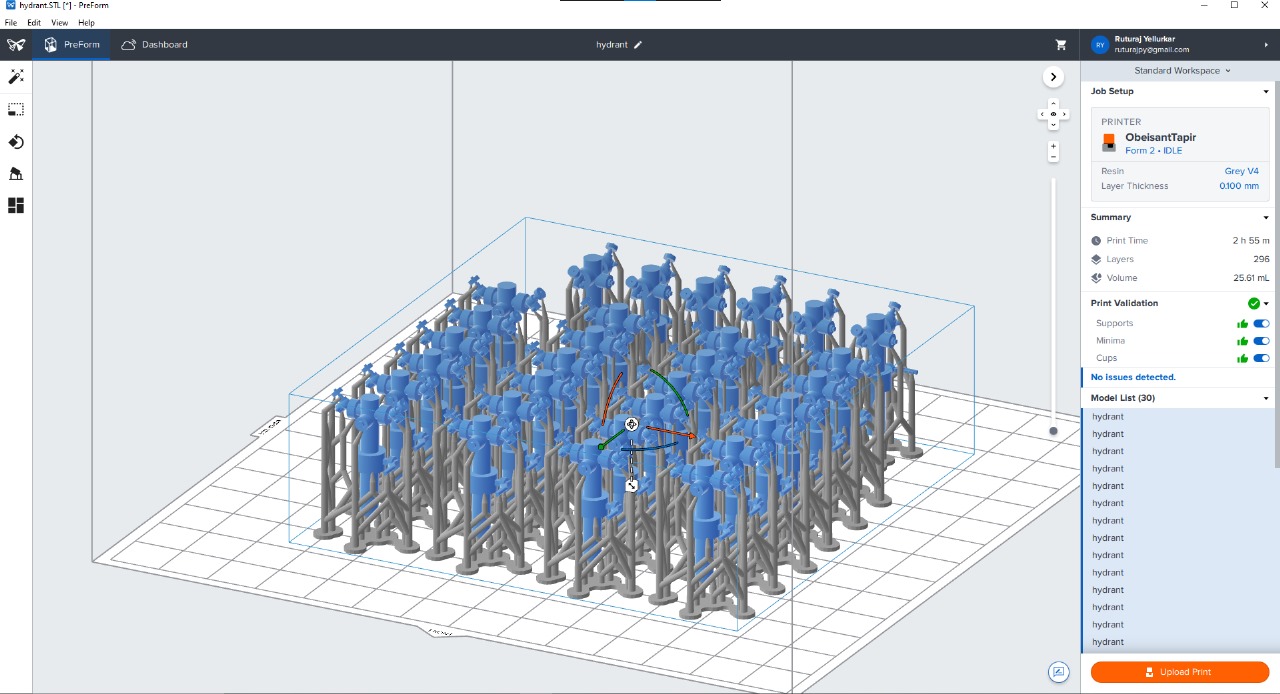 hydrant.STL [*] - PreForm
File Edit View Help
PreForm
Dashboard
hydrant
RY
Ruturaj Yellurkar
ruturajpy@gmail.com
Standard Workspace
Job Setup
PRINTER
ObeisantTapir
Form 2 • IDLE
Resin Grey V4
Layer Thickness 0.100 mm
Summary
Print Time 2 h 55 m
Layers 296
Volume 25.61 mL
Print Validation
Supports
Minima
Cups
No issues detected.
Model List (30)
hydrant
hydrant
hydrant
hydrant
hydrant
hydrant
hydrant
hydrant
hydrant
hydrant
hydrant
hydrant
hydrant
hydrant
Upload Print